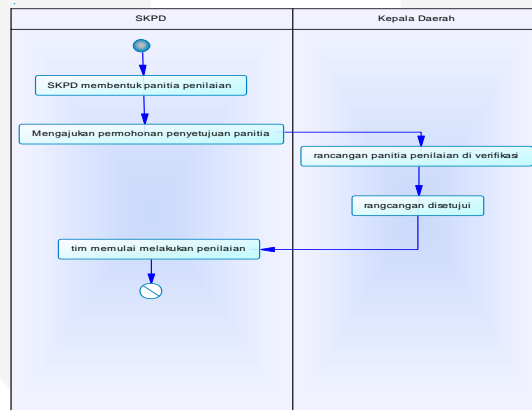 SKPD
Kepala Daerah
SKPD membentuk panitia penilaian
Mengajukan permohonan penyetujuan panitia
rancangan panitia penilaian di verifikasi
rangcangan disetujui
tim memulai melakukan penilaian